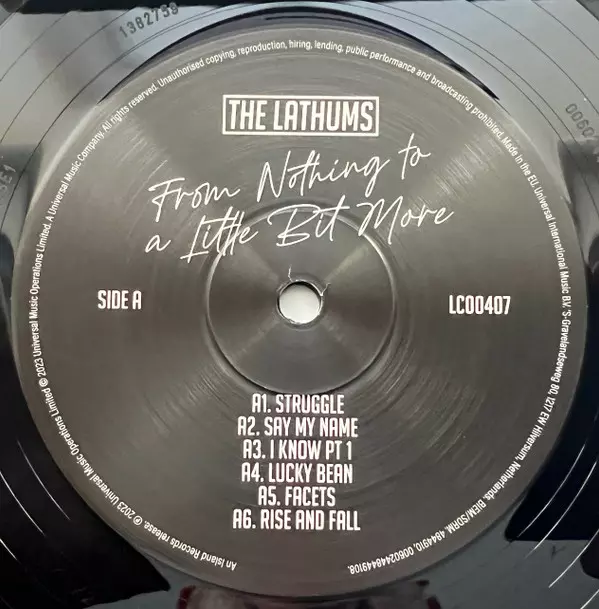 1382759
THE LATHUMS
From Nothing to
a Little Bit More
SIDE A
LC00407
A1. STRUGGLE
A2. SAY MY NAME
A3. I KNOW PT 1
A4. LUCKY BEAN
A5. FACETS
A6. RISE AND FALL
An Island Records release. ℗ 2023 Universal Music Operations Limited © 2023 Universal Music Operations Limited. A Universal Music Company. All rights reserved. Unauthorised copying, reproduction, hiring, lending, public performance and broadcasting prohibited. Made in the EU. Universal International Music B.V. 'S-Gravelandseweg 80, 1217 EW Hilversum, Netherlands. BIEM/SDRM. 4844910, 00602448449108.